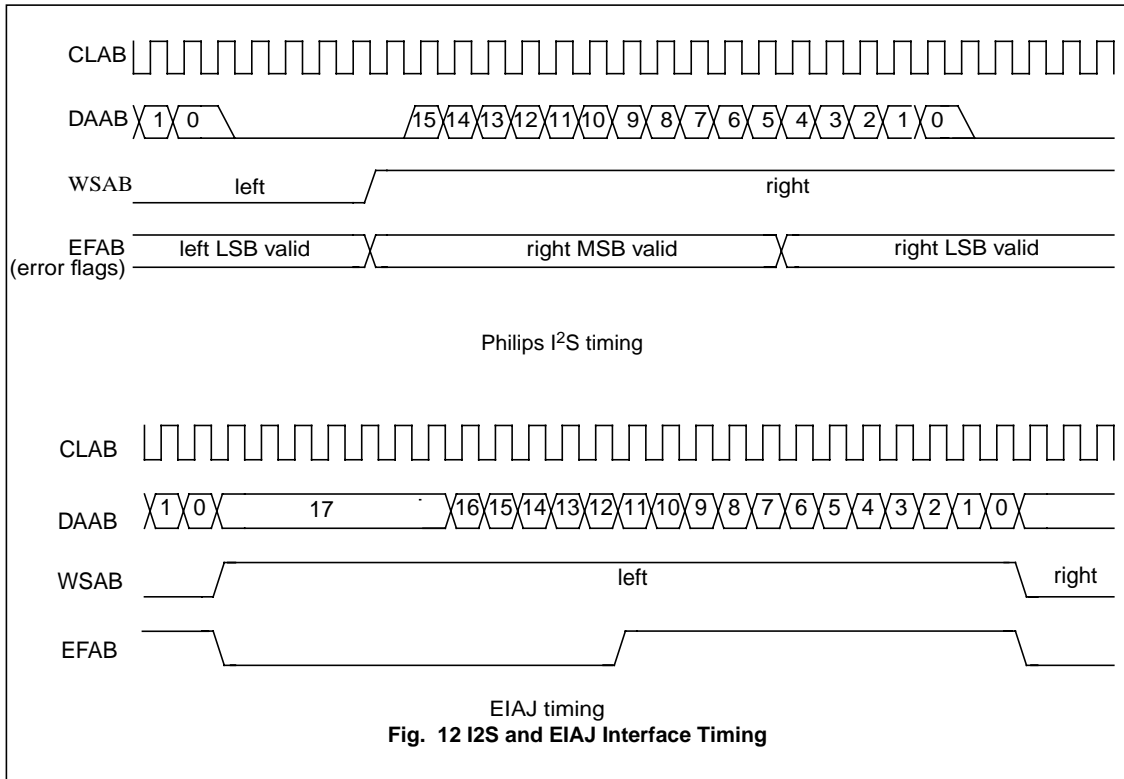 CLAB
DAAB 1 0 15 14 13 12 11 10 9 8 7 6 5 4 3 2 1 0
WSAB left right
EFAB left LSB valid right MSB valid right LSB valid
(error flags)
Philips I²S timing
CLAB
DAAB 1 0 17 16 15 14 13 12 11 10 9 8 7 6 5 4 3 2 1 0
WSAB left right
EFAB
EIAJ timing
Fig. 12 I2S and EIAJ Interface Timing